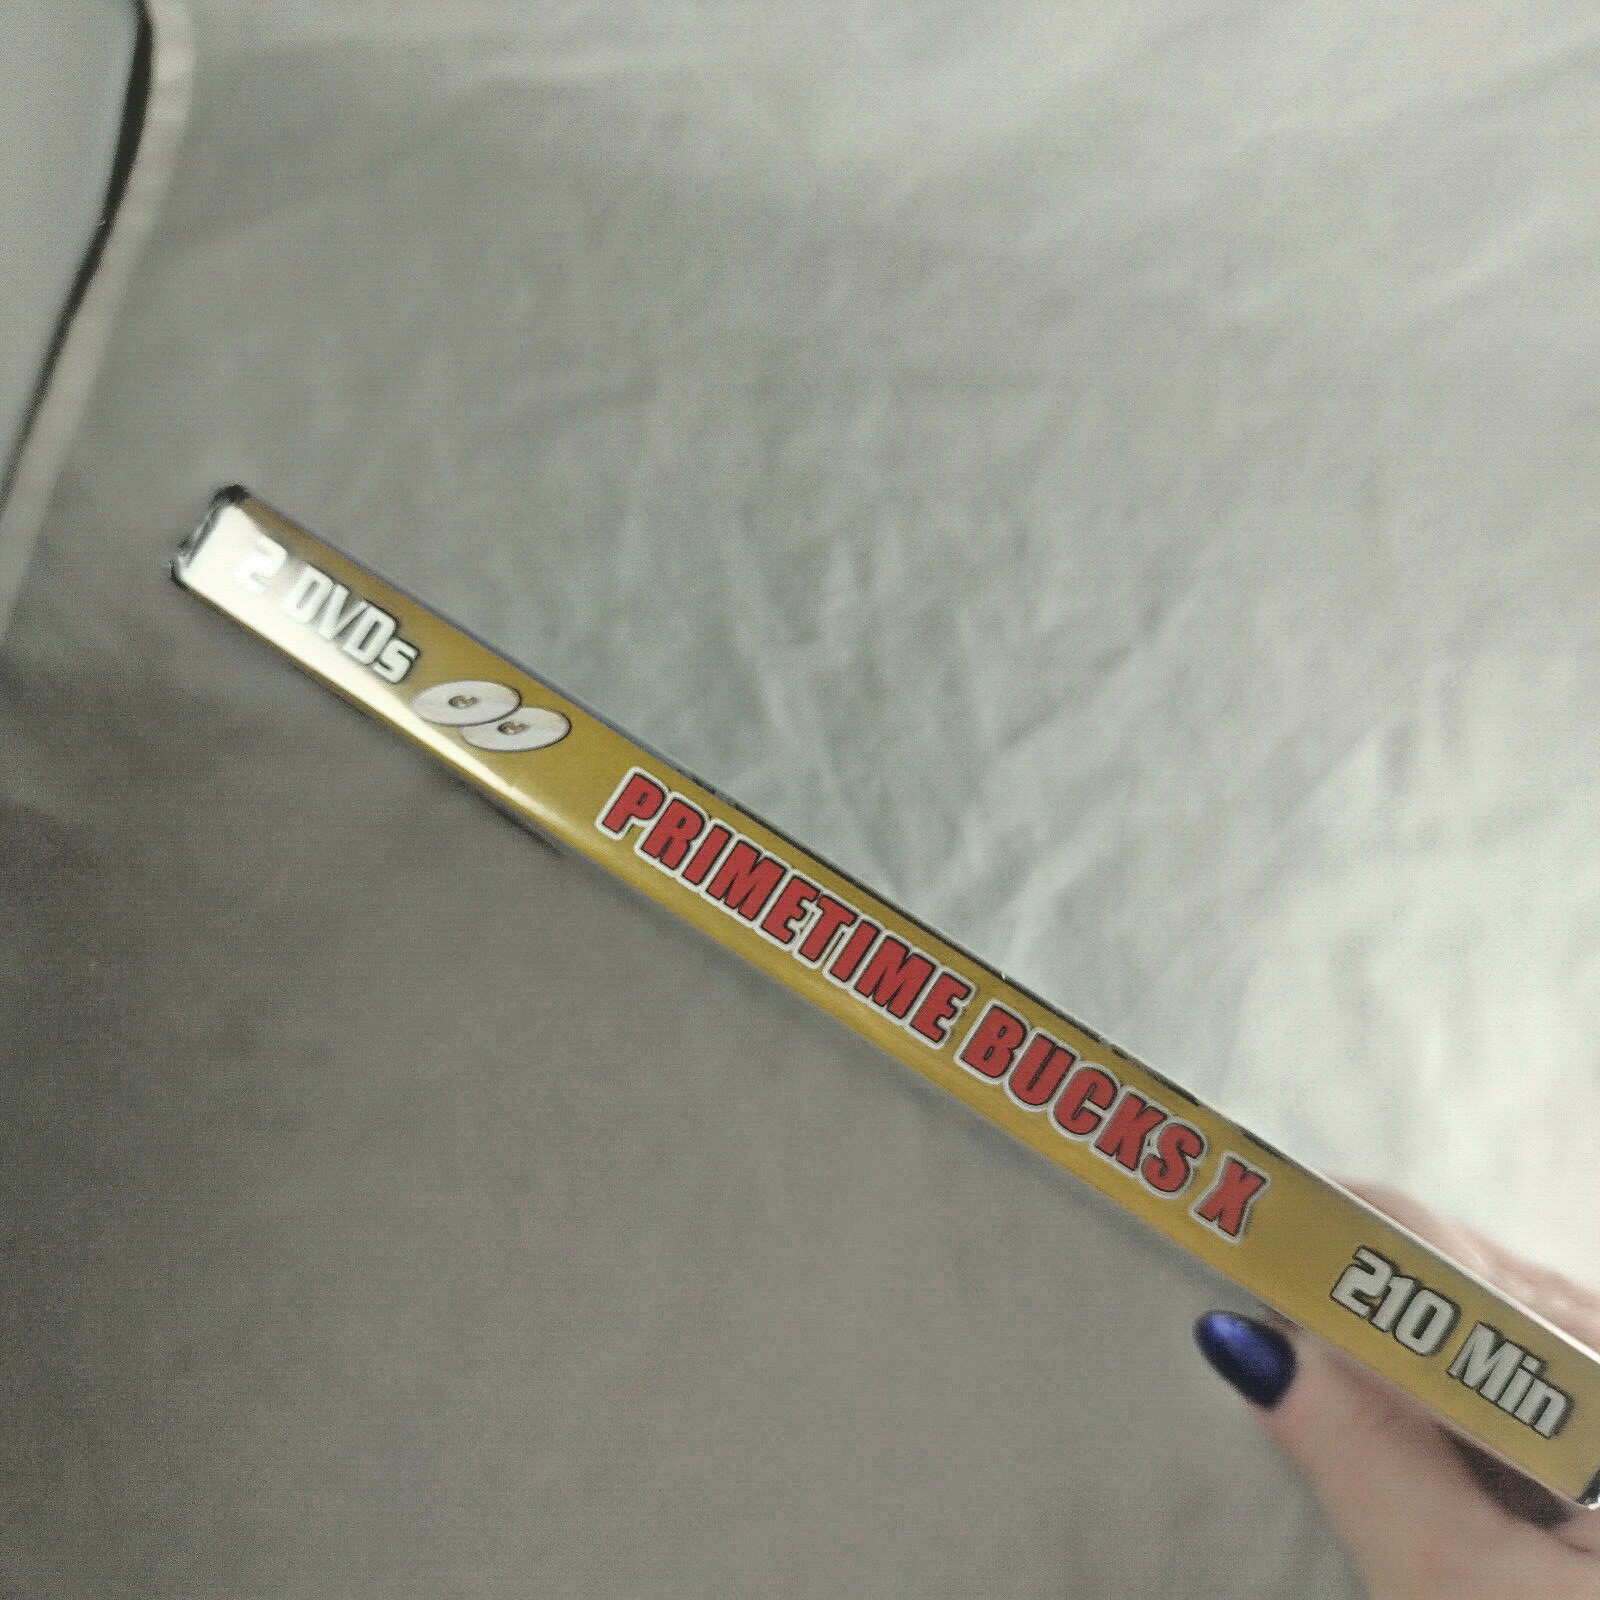 2 DVDs
PRIMETIME BUCKS X
210 Min